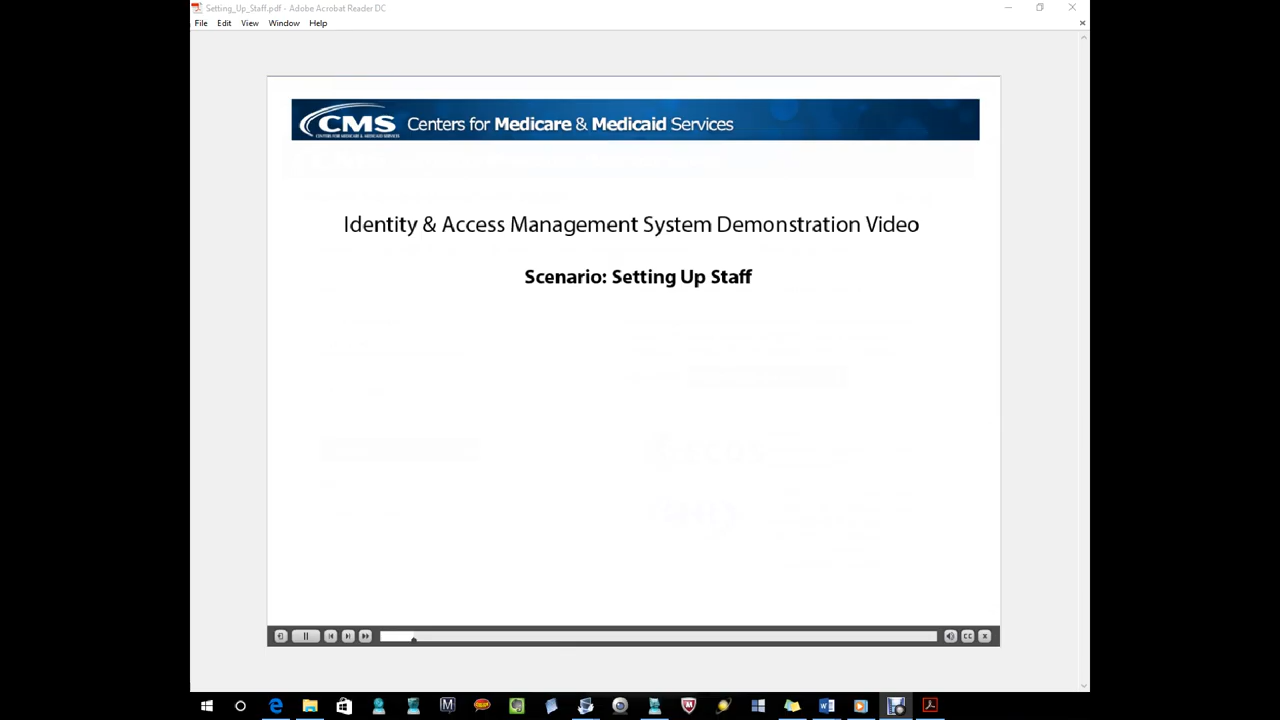 Setting_Up_Staff.pdf - Adobe Acrobat Reader DC
File Edit View Window Help
CMS Centers for Medicare & Medicaid Services
CENTERS FOR MEDICARE & MEDICAID SERVICES
Identity & Access Management System Demonstration Video
Scenario: Setting Up Staff
CC